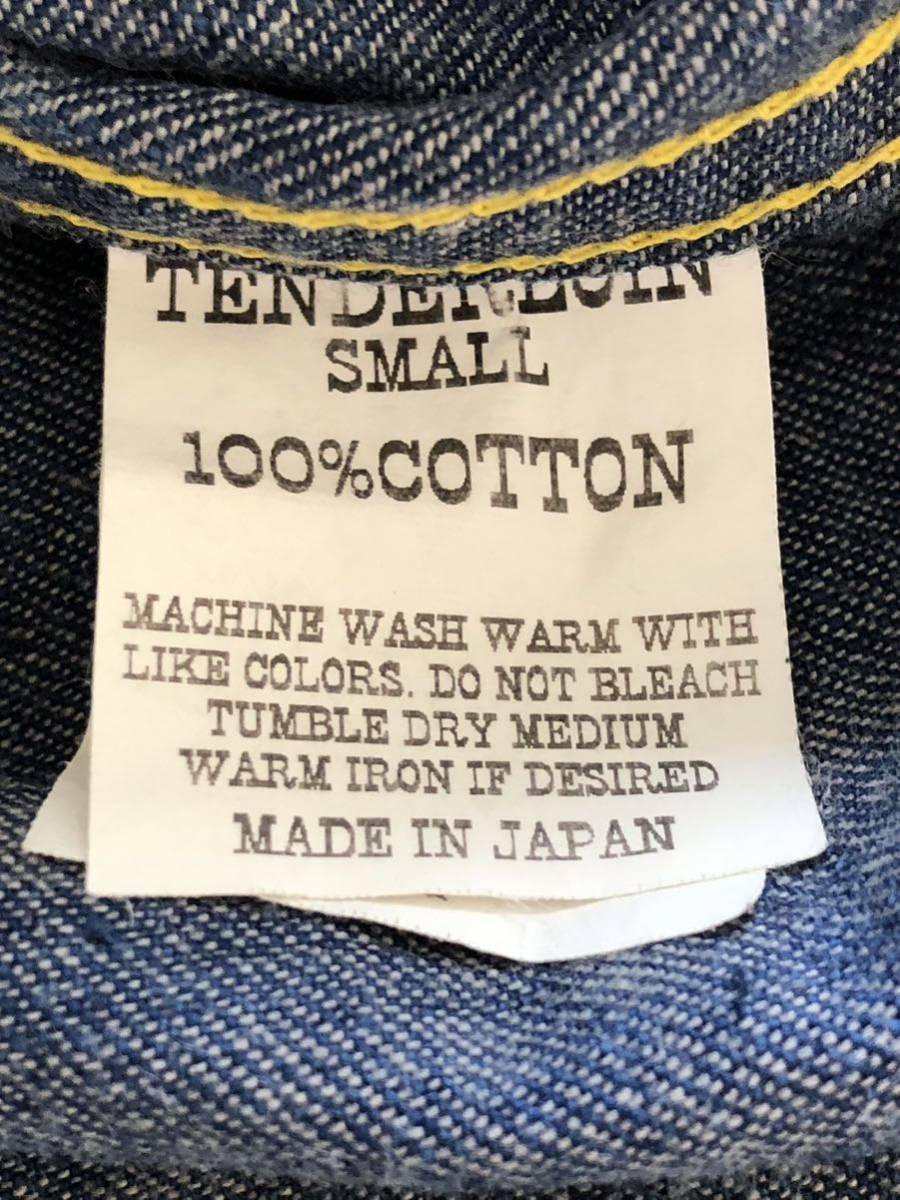 TENDERLOIN
SMALL
100%COTTON
MACHINE WASH WARM WITH
LIKE COLORS. DO NOT BLEACH
TUMBLE DRY MEDIUM
WARM IRON IF DESIRED
MADE IN JAPAN